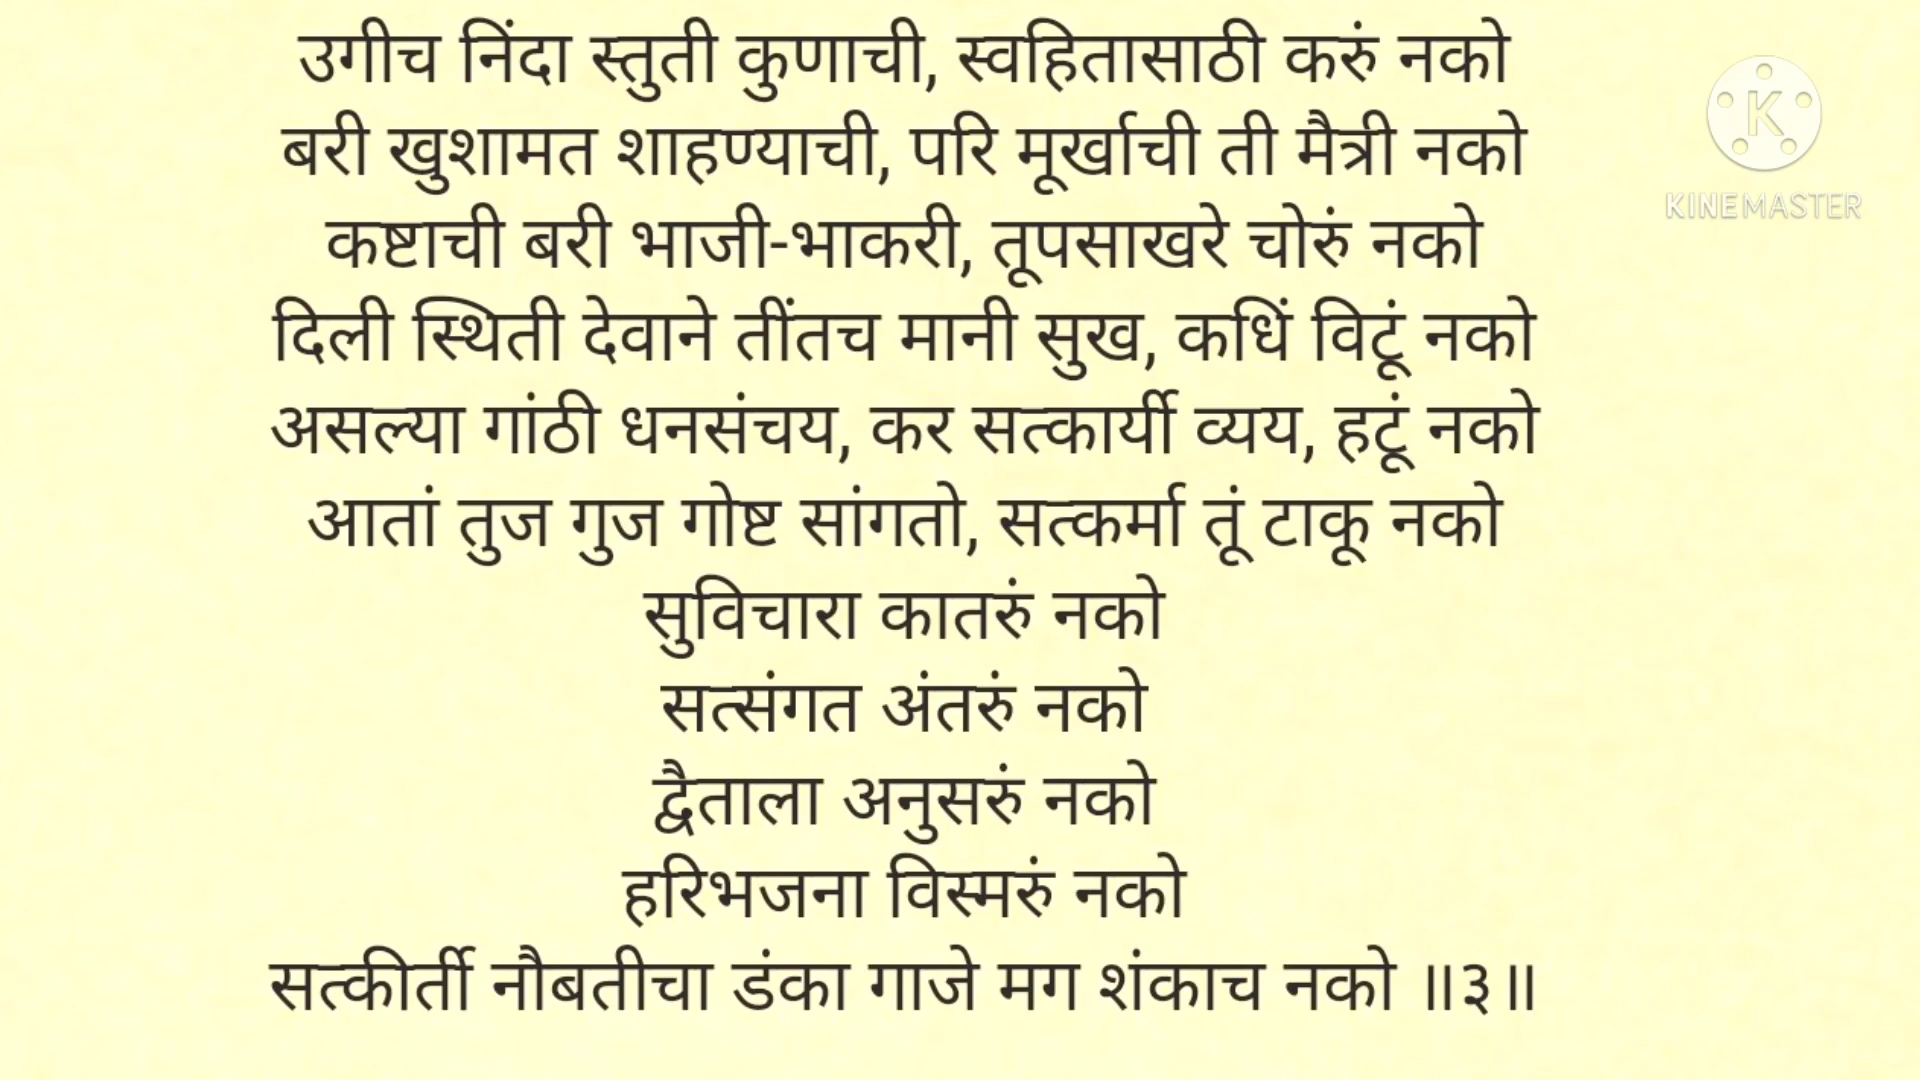 उगीच निंदा स्तुती कुणाची, स्वहितासाठी करुं नको
बरी खुशामत शाहण्याची, परि मूर्खाची ती मैत्री नको
कष्टाची बरी भाजी-भाकरी, तूपसाखरे चोरुं नको
दिली स्थिती देवाने तींतच मानी सुख, कधिं विटूं नको
असल्या गांठी धनसंचय, कर सत्कार्यी व्यय, हटूं नको
आतां तुज गुज गोष्ट सांगतो, सत्कर्मा तूं टाकू नको
सुविचारा कातरुं नको
सत्संगत अंतरुं नको
द्वैताला अनुसरुं नको
हरिभजना विस्मरुं नको
सत्कीर्ती नौबतीचा डंका गाजे मग शंकाच नको ॥३॥
K
KINEMASTER